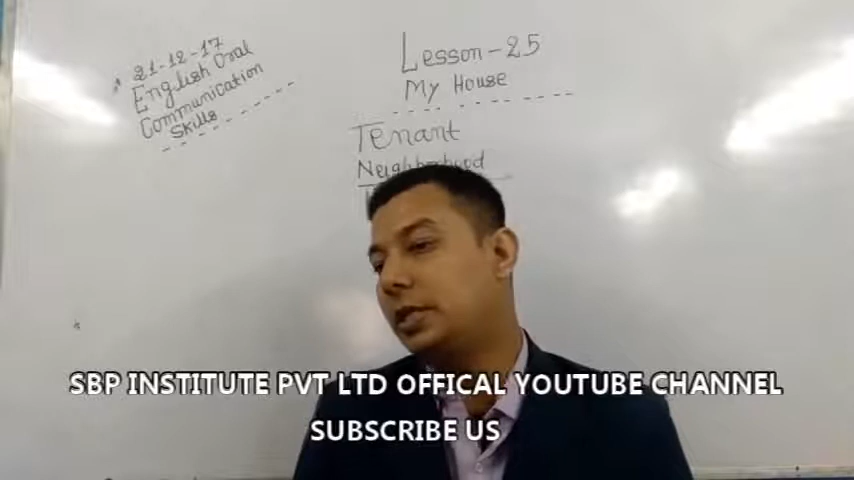 21-12-17
English Oral
Communication
Skills
Lesson-25
My House
Tenant
Neighborhood
SBP INSTITUTE PVT LTD OFFICAL YOUTUBE CHANNEL
SUBSCRIBE US